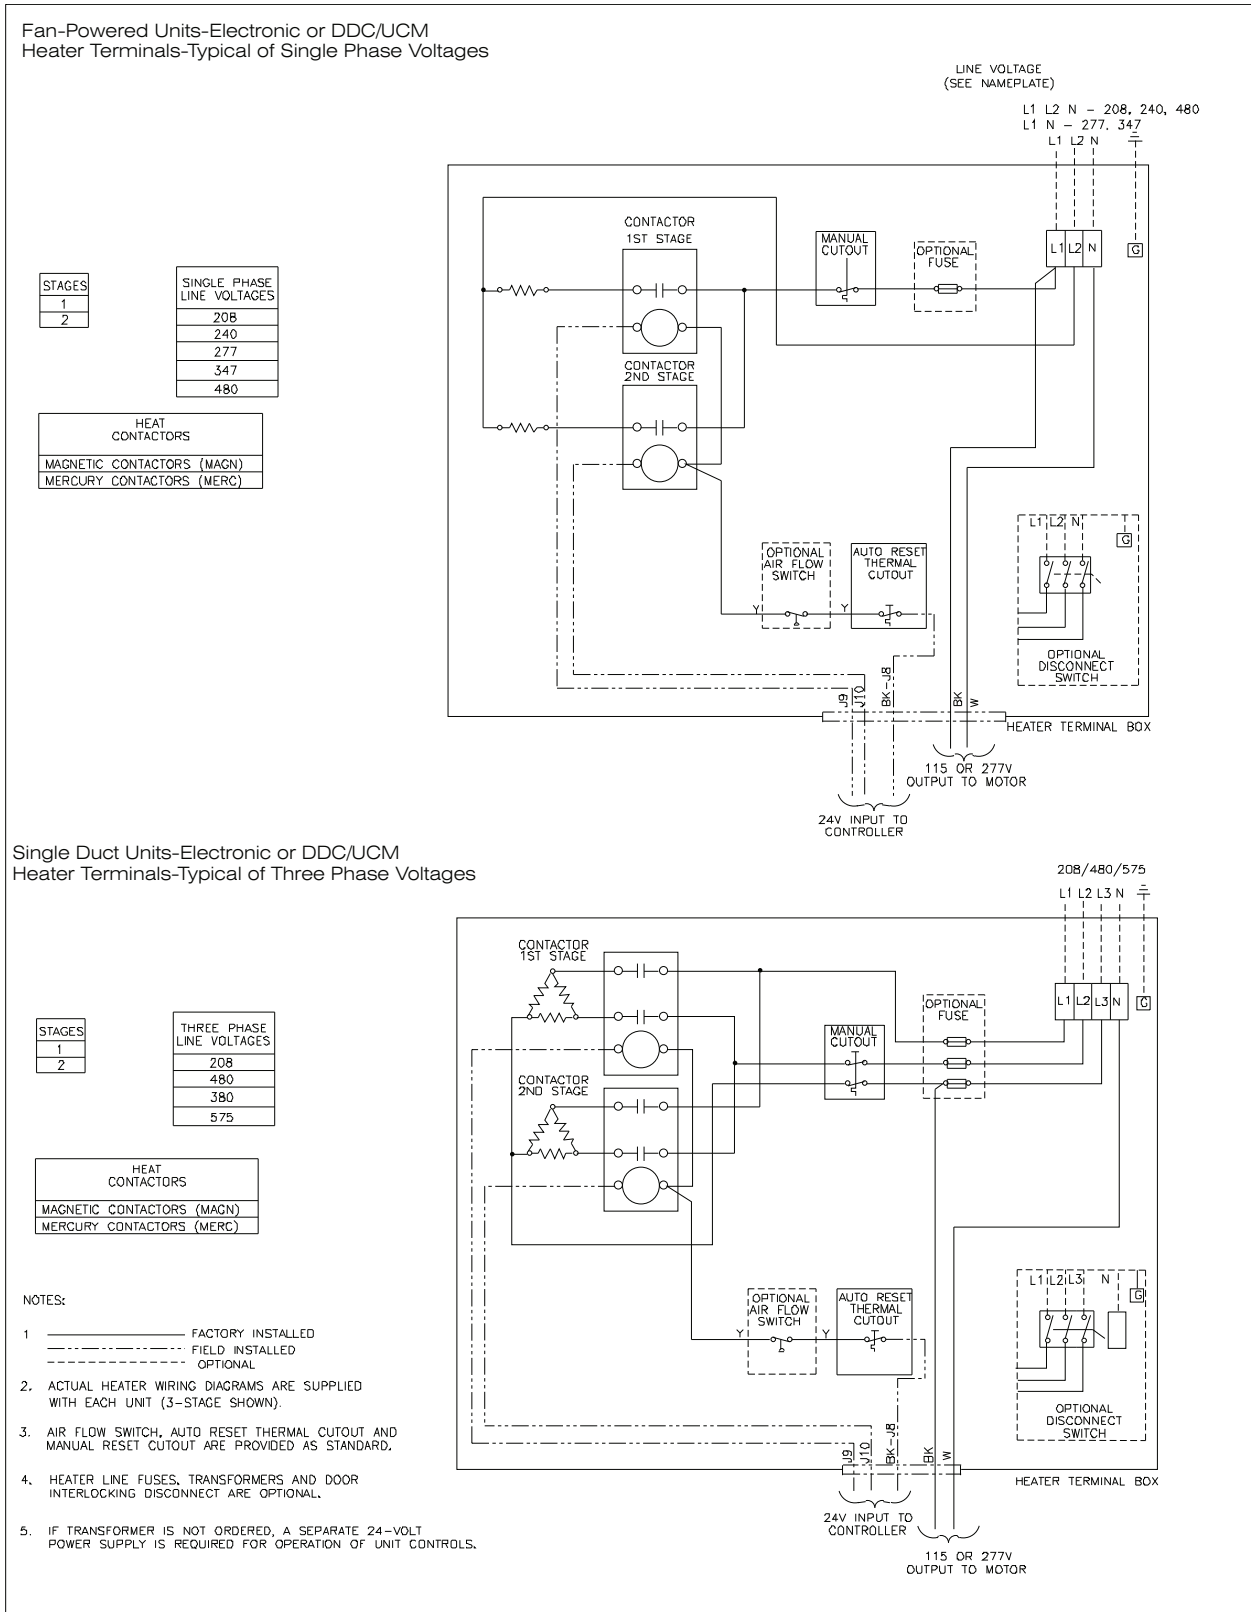 Fan-Powered Units-Electronic or DDC/UCM
Heater Terminals-Typical of Single Phase Voltages
LINE VOLTAGE
(SEE NAMEPLATE)
L1 L2 N - 208, 240, 480
L1 N - 277, 347
L1 L2 N
CONTACTOR
1ST STAGE
MANUAL
CUTOUT
OPTIONAL
FUSE
L1 L2 N
G
STAGES
1
2
SINGLE PHASE
LINE VOLTAGES
208
240
277
347
480
CONTACTOR
2ND STAGE
HEAT
CONTACTORS
MAGNETIC CONTACTORS (MAGN)
MERCURY CONTACTORS (MERC)
L1 L2 N
G
OPTIONAL
AIR FLOW
SWITCH
AUTO RESET
THERMAL
CUTOUT
Y
Y
OPTIONAL
DISCONNECT
SWITCH
J9
J10
BK-J8
BK
W
HEATER TERMINAL BOX
115 OR 277V
OUTPUT TO MOTOR
24V INPUT TO
CONTROLLER
Single Duct Units-Electronic or DDC/UCM
Heater Terminals-Typical of Three Phase Voltages
208/480/575
L1 L2 L3 N
CONTACTOR
1ST STAGE
L1 L2 L3 N
G
OPTIONAL
FUSE
MANUAL
CUTOUT
STAGES
1
2
THREE PHASE
LINE VOLTAGES
208
480
380
575
CONTACTOR
2ND STAGE
HEAT
CONTACTORS
MAGNETIC CONTACTORS (MAGN)
MERCURY CONTACTORS (MERC)
L1 L2 L3 N
G
OPTIONAL
AIR FLOW
SWITCH
AUTO RESET
THERMAL
CUTOUT
Y
Y
OPTIONAL
DISCONNECT
SWITCH
NOTES:
1 FACTORY INSTALLED
FIELD INSTALLED
OPTIONAL
2. ACTUAL HEATER WIRING DIAGRAMS ARE SUPPLIED
WITH EACH UNIT (3-STAGE SHOWN).
3. AIR FLOW SWITCH, AUTO RESET THERMAL CUTOUT AND
MANUAL RESET CUTOUT ARE PROVIDED AS STANDARD.
4. HEATER LINE FUSES, TRANSFORMERS AND DOOR
INTERLOCKING DISCONNECT ARE OPTIONAL.
5. IF TRANSFORMER IS NOT ORDERED, A SEPARATE 24-VOLT
POWER SUPPLY IS REQUIRED FOR OPERATION OF UNIT CONTROLS.
J9
J10
BK-J8
BK
W
HEATER TERMINAL BOX
24V INPUT TO
CONTROLLER
115 OR 277V
OUTPUT TO MOTOR